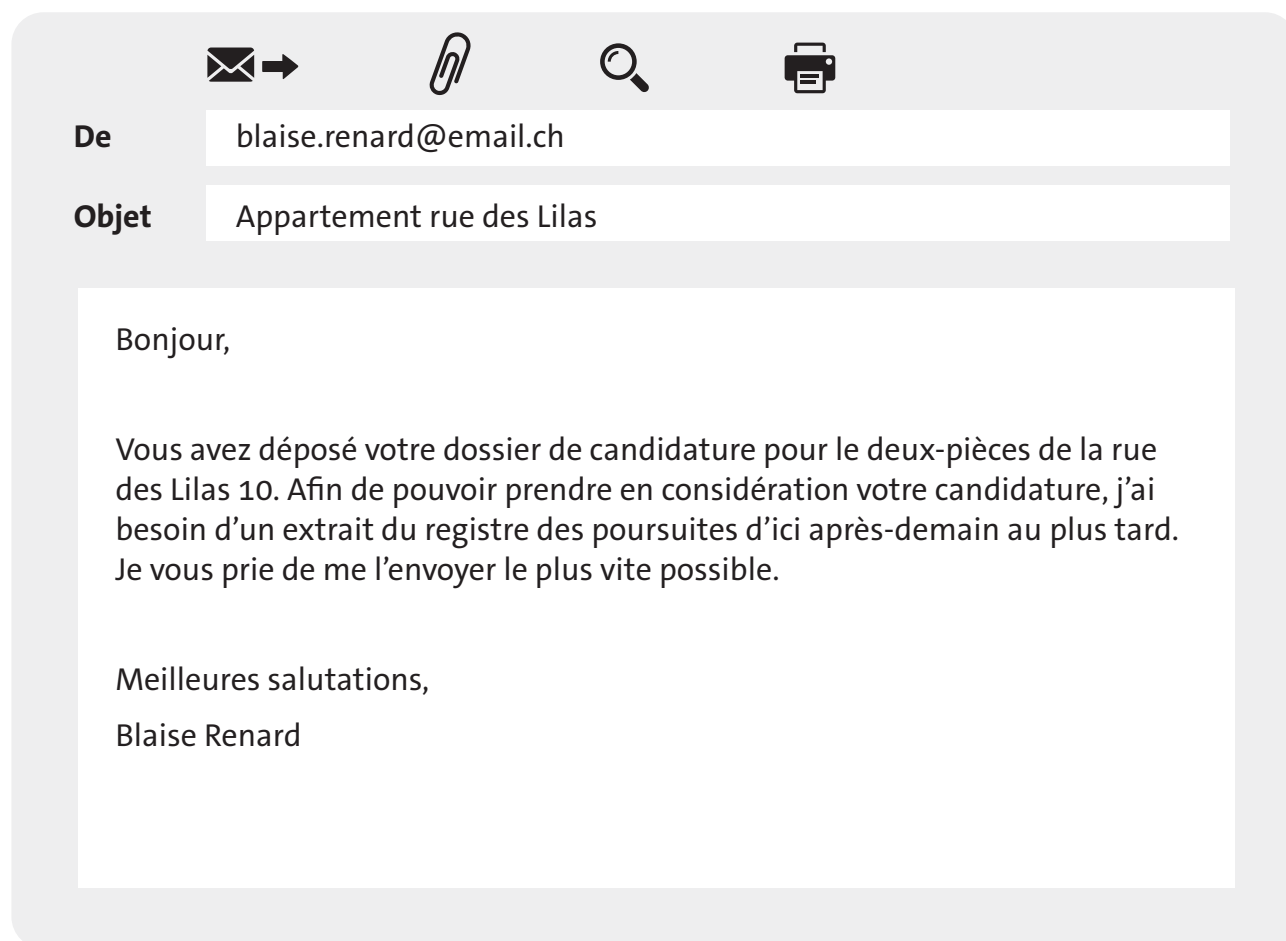 De
blaise.renard@email.ch
Objet
Appartement rue des Lilas
Bonjour,
Vous avez déposé votre dossier de candidature pour le deux-pièces de la rue
des Lilas 10. Afin de pouvoir prendre en considération votre candidature, j’ai
besoin d’un extrait du registre des poursuites d’ici après-demain au plus tard.
Je vous prie de me l’envoyer le plus vite possible.
Meilleures salutations,
Blaise Renard